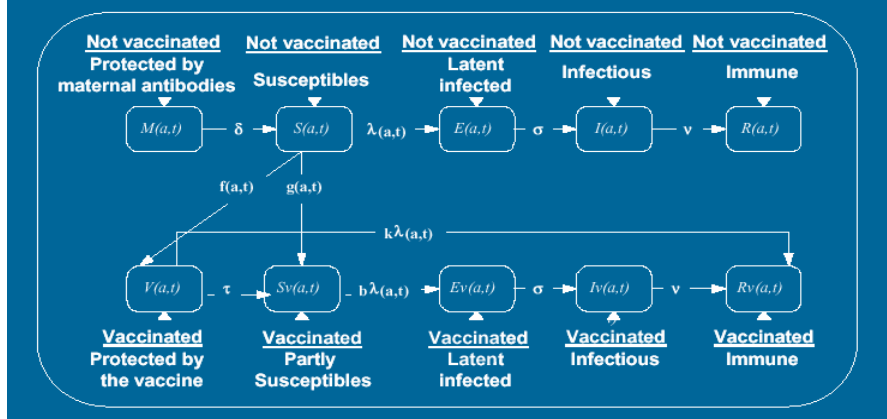 Not vaccinated Not vaccinated Not vaccinated Not vaccinated Not vaccinated
Protected by maternal antibodies
Susceptibles
Latent infected
Infectious
Immune
M(a,t) δ S(a,t) λ(a,t) E(a,t) σ I(a,t) ν R(a,t)
f(a,t) g(a,t)
kλ(a,t)
V(a,t) τ Sv(a,t) bλ(a,t) Ev(a,t) σ Iv(a,t) ν Rv(a,t)
Vaccinated Vaccinated Vaccinated Vaccinated Vaccinated
Protected by the vaccine
Partly Susceptibles
Latent infected
Infectious
Immune